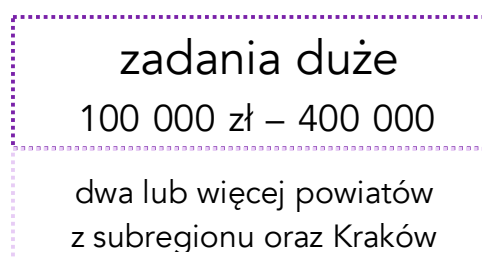 zadania duże
100 000 zł – 400 000
dwa lub więcej powiatów
z subregionu oraz Kraków